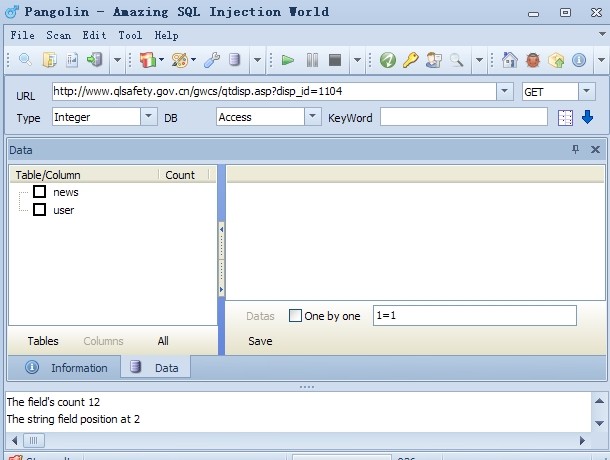 Pangolin - Amazing SQL Injection World
File Scan Edit Tool Help
URL http://www.qlsafety.gov.cn/gwcs/qtdisp.asp?disp_id=1104 GET
Type Integer DB Access KeyWord
Data
Table/Column Count
news
user
Datas One by one 1=1
Tables Columns All Save
Information Data
The field's count 12
The string field position at 2